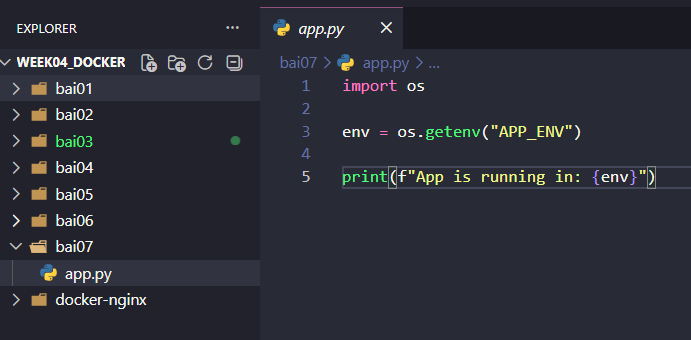 EXPLORER
WEEK04_DOCKER
bai01
bai02
bai03
bai04
bai05
bai06
bai07
app.py
docker-nginx
app.py
bai07 > app.py > ...
1 import os
2
3 env = os.getenv("APP_ENV")
4
5 print(f"App is running in: {env}")